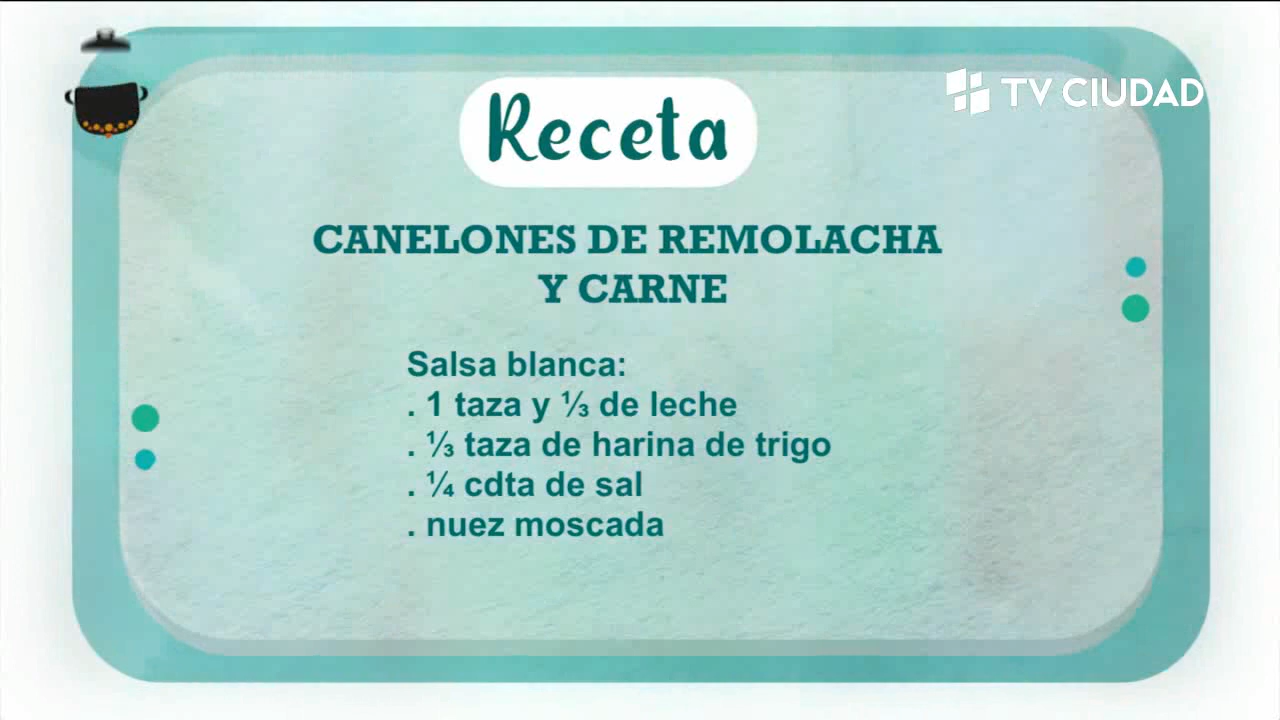 TV CIUDAD
Receta
CANELONES DE REMOLACHA
Y CARNE
Salsa blanca:
. 1 taza y ⅓ de leche
. ⅓ taza de harina de trigo
. ¼ cdta de sal
. nuez moscada